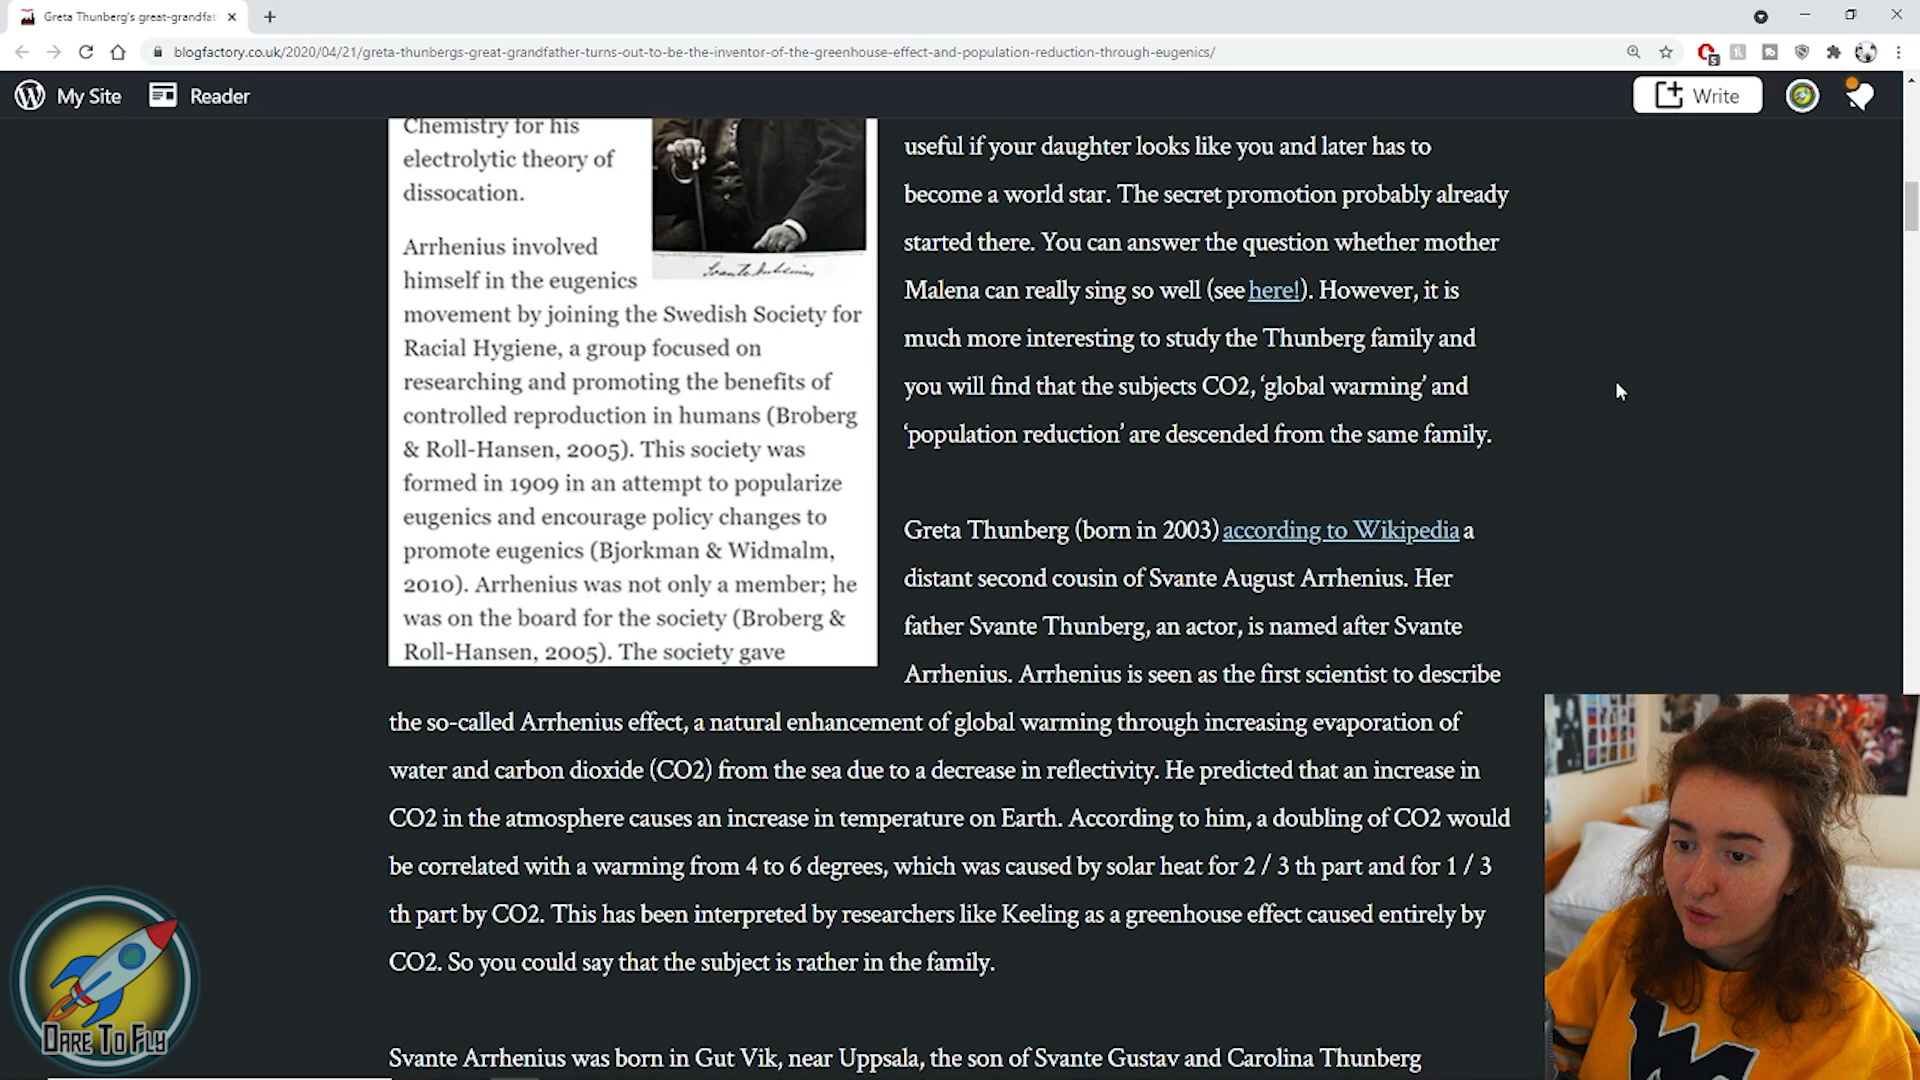 Greta Thunberg's great-grandfat
blogfactory.co.uk/2020/04/21/greta-thunbergs-great-grandfather-turns-out-to-be-the-inventor-of-the-greenhouse-effect-and-population-reduction-through-eugenics/
5
My Site
Reader
Write
Chemistry for his
electrolytic theory of
dissocation.
Arrhenius involved
himself in the eugenics
movement by joining the Swedish Society for
Racial Hygiene, a group focused on
researching and promoting the benefits of
controlled reproduction in humans (Broberg
& Roll-Hansen, 2005). This society was
formed in 1909 in an attempt to popularize
eugenics and encourage policy changes to
promote eugenics (Bjorkman & Widmalm,
2010). Arrhenius was not only a member; he
was on the board for the society (Broberg &
Roll-Hansen, 2005). The society gave
useful if your daughter looks like you and later has to
become a world star. The secret promotion probably already
started there. You can answer the question whether mother
Malena can really sing so well (see here!). However, it is
much more interesting to study the Thunberg family and
you will find that the subjects CO2, ‘global warming’ and
‘population reduction’ are descended from the same family.
Greta Thunberg (born in 2003) according to Wikipedia a
distant second cousin of Svante August Arrhenius. Her
father Svante Thunberg, an actor, is named after Svante
Arrhenius. Arrhenius is seen as the first scientist to describe
the so-called Arrhenius effect, a natural enhancement of global warming through increasing evaporation of
water and carbon dioxide (CO2) from the sea due to a decrease in reflectivity. He predicted that an increase in
CO2 in the atmosphere causes an increase in temperature on Earth. According to him, a doubling of CO2 would
be correlated with a warming from 4 to 6 degrees, which was caused by solar heat for 2 / 3 th part and for 1 / 3
th part by CO2. This has been interpreted by researchers like Keeling as a greenhouse effect caused entirely by
CO2. So you could say that the subject is rather in the family.
Svante Arrhenius was born in Gut Vik, near Uppsala, the son of Svante Gustav and Carolina Thunberg
Dare To Fly